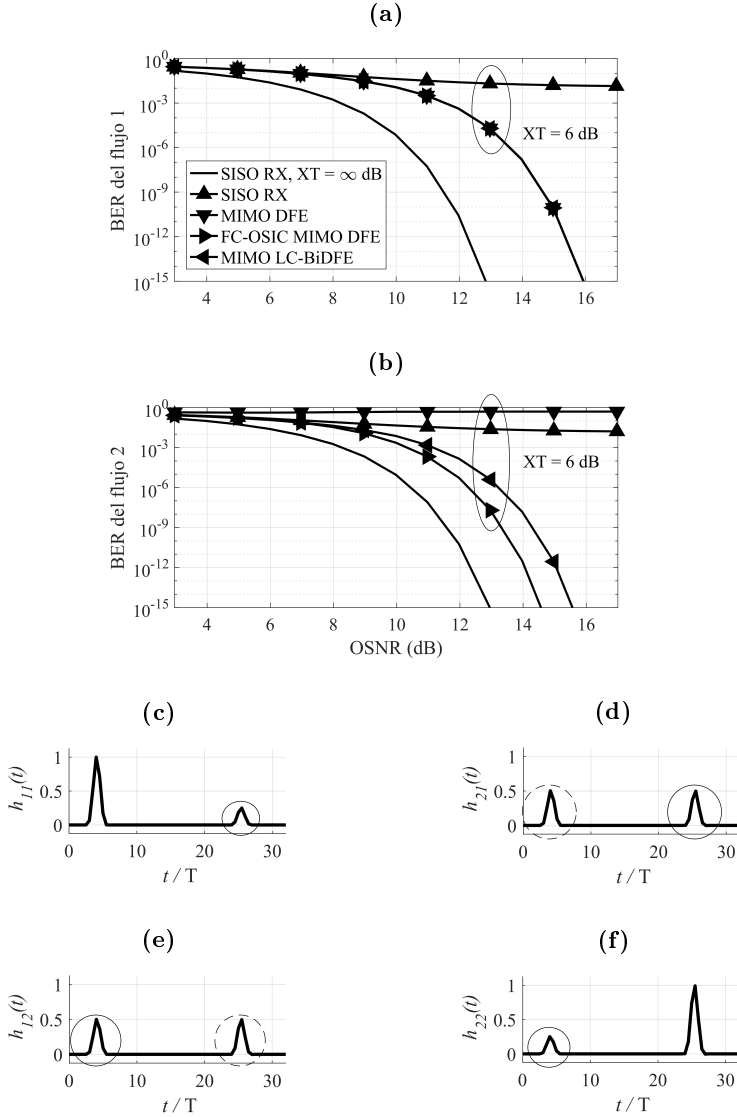 (a)
10^0
10^-3
10^-6
10^-9
10^-12
10^-15
BER del flujo 1
XT = 6 dB
SISO RX, XT = ∞ dB
SISO RX
MIMO DFE
FC-OSIC MIMO DFE
MIMO LC-BiDFE
4 6 8 10 12 14 16
(b)
10^0
10^-3
10^-6
10^-9
10^-12
10^-15
BER del flujo 2
XT = 6 dB
4 6 8 10 12 14 16
OSNR (dB)
(c)
h_11(t)
1
0.5
0
0 10 20 30
t / T
(d)
h_21(t)
1
0.5
0
0 10 20 30
t / T
(e)
h_12(t)
1
0.5
0
0 10 20 30
t / T
(f)
h_22(t)
1
0.5
0
0 10 20 30
t / T